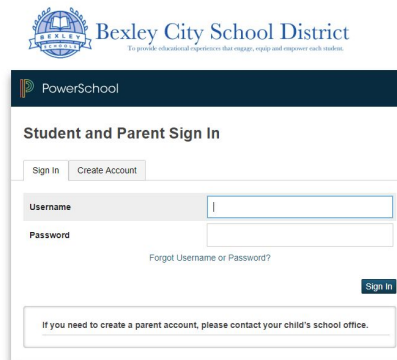 BEXLEY
SCHOOLS
Bexley City School District
To provide educational experiences that engage, equip and empower each student.
PowerSchool
Student and Parent Sign In
Sign In
Create Account
Username
Password
Forgot Username or Password?
Sign In
If you need to create a parent account, please contact your child's school office.